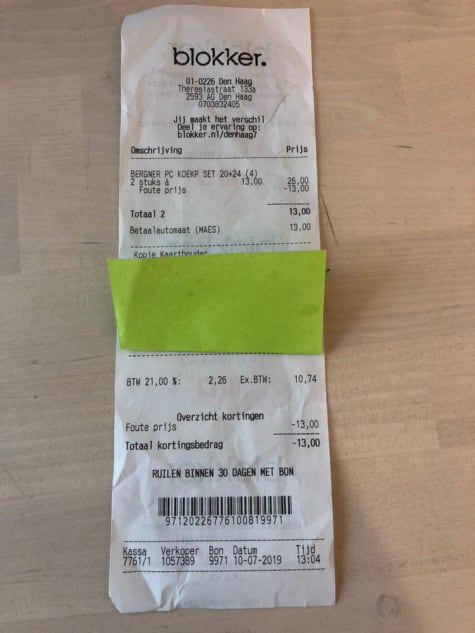 blokker.
01-0226 Den Haag
Theresiastraat 133a
2593 AG Den Haag
0703832405
Jij maakt het verschil
Deel je ervaring op:
blokker.nl/denhaag7
Omschrijving Prijs
BERGNER PC KOEKP SET 20+24 (4)
2 stuks á 13,00 26,00
Foute prijs -13,00
Totaal 2 13,00
Betaalautomaat (MAES) 13,00
Kopie Kaarthouder
BTW 21,00 %: 2,26 Ex.BTW: 10,74
Overzicht kortingen
Foute prijs -13,00
Totaal kortingsbedrag -13,00
RUILEN BINNEN 30 DAGEN MET BON
97120226776100819971
Kassa Verkoper Bon Datum Tijd
7761/1 1057389 9971 10-07-2019 13:04